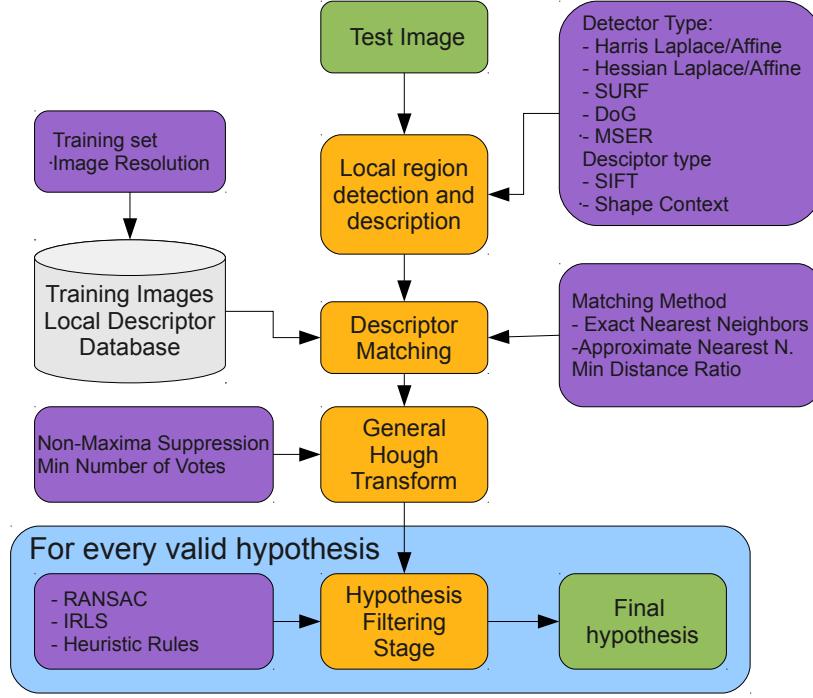 Test Image
Detector Type:
- Harris Laplace/Affine
- Hessian Laplace/Affine
- SURF
- DoG
- MSER
Desciptor type
- SIFT
- Shape Context
Training set
-Image Resolution
Local region
detection and
description
Training Images
Local Descriptor
Database
Descriptor
Matching
Matching Method
- Exact Nearest Neighbors
-Approximate Nearest N.
Min Distance Ratio
Non-Maxima Suppression
Min Number of Votes
General
Hough
Transform
For every valid hypothesis
- RANSAC
- IRLS
- Heuristic Rules
Hypothesis
Filtering
Stage
Final
hypothesis